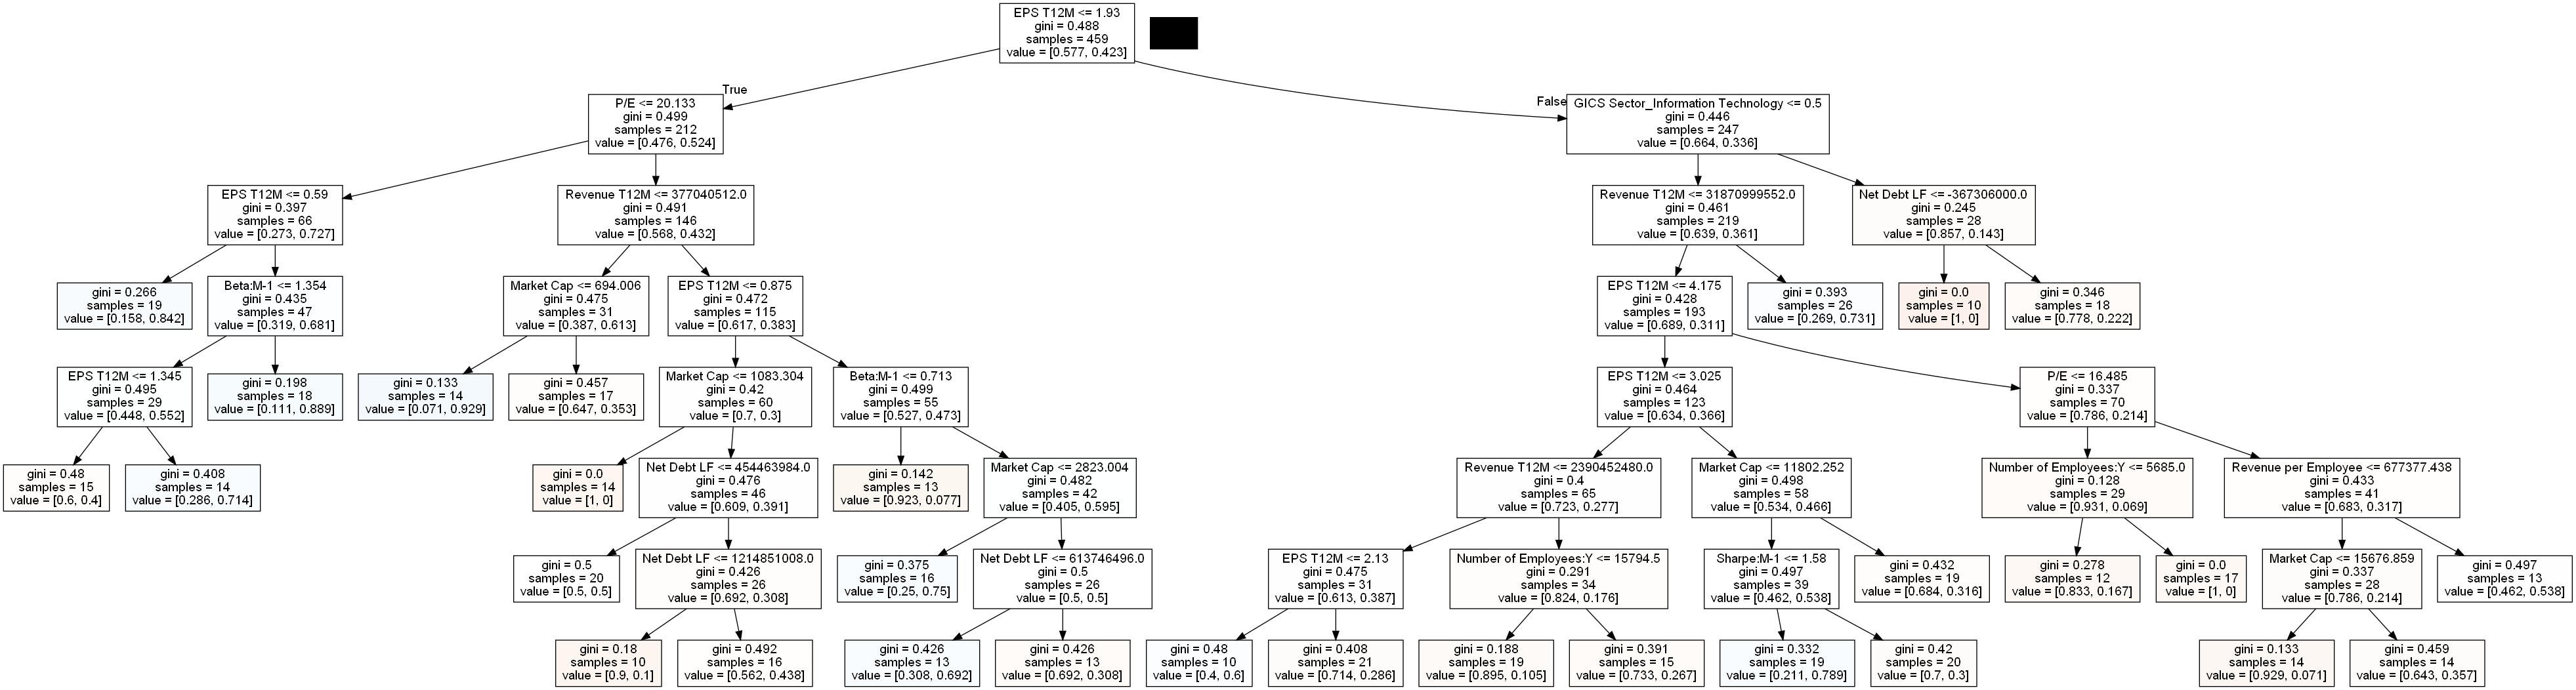 EPS T12M <= 1.93
gini = 0.488
samples = 459
value = [0.577, 0.423]
True
False
P/E <= 20.133
gini = 0.499
samples = 212
value = [0.476, 0.524]
GICS Sector_Information Technology <= 0.5
gini = 0.446
samples = 247
value = [0.664, 0.336]
EPS T12M <= 0.59
gini = 0.397
samples = 66
value = [0.273, 0.727]
Revenue T12M <= 377040512.0
gini = 0.491
samples = 146
value = [0.568, 0.432]
Revenue T12M <= 31870999552.0
gini = 0.461
samples = 219
value = [0.639, 0.361]
Net Debt LF <= -367306000.0
gini = 0.245
samples = 28
value = [0.857, 0.143]
gini = 0.266
samples = 19
value = [0.158, 0.842]
Beta:M-1 <= 1.354
gini = 0.435
samples = 47
value = [0.319, 0.681]
Market Cap <= 694.006
gini = 0.475
samples = 31
value = [0.387, 0.613]
EPS T12M <= 0.875
gini = 0.472
samples = 115
value = [0.617, 0.383]
EPS T12M <= 4.175
gini = 0.428
samples = 193
value = [0.689, 0.311]
gini = 0.393
samples = 26
value = [0.269, 0.731]
gini = 0.0
samples = 10
value = [1, 0]
gini = 0.346
samples = 18
value = [0.778, 0.222]
EPS T12M <= 1.345
gini = 0.495
samples = 29
value = [0.448, 0.552]
gini = 0.198
samples = 18
value = [0.111, 0.889]
gini = 0.133
samples = 14
value = [0.071, 0.929]
gini = 0.457
samples = 17
value = [0.647, 0.353]
Market Cap <= 1083.304
gini = 0.42
samples = 60
value = [0.7, 0.3]
Beta:M-1 <= 0.713
gini = 0.499
samples = 55
value = [0.527, 0.473]
EPS T12M <= 3.025
gini = 0.464
samples = 123
value = [0.634, 0.366]
P/E <= 16.485
gini = 0.337
samples = 70
value = [0.786, 0.214]
gini = 0.48
samples = 15
value = [0.6, 0.4]
gini = 0.408
samples = 14
value = [0.286, 0.714]
gini = 0.0
samples = 14
value = [1, 0]
Net Debt LF <= 454463984.0
gini = 0.476
samples = 46
value = [0.609, 0.391]
gini = 0.142
samples = 13
value = [0.923, 0.077]
Market Cap <= 2823.004
gini = 0.482
samples = 42
value = [0.405, 0.595]
Revenue T12M <= 2390452480.0
gini = 0.4
samples = 65
value = [0.723, 0.277]
Market Cap <= 11802.252
gini = 0.498
samples = 58
value = [0.534, 0.466]
Number of Employees:Y <= 5685.0
gini = 0.128
samples = 29
value = [0.931, 0.069]
Revenue per Employee <= 677377.438
gini = 0.433
samples = 41
value = [0.683, 0.317]
gini = 0.5
samples = 20
value = [0.5, 0.5]
Net Debt LF <= 1214851008.0
gini = 0.426
samples = 26
value = [0.692, 0.308]
gini = 0.375
samples = 16
value = [0.25, 0.75]
Net Debt LF <= 613746496.0
gini = 0.5
samples = 26
value = [0.5, 0.5]
EPS T12M <= 2.13
gini = 0.475
samples = 31
value = [0.613, 0.387]
Number of Employees:Y <= 15794.5
gini = 0.291
samples = 34
value = [0.824, 0.176]
Sharpe:M-1 <= 1.58
gini = 0.497
samples = 39
value = [0.462, 0.538]
gini = 0.432
samples = 19
value = [0.684, 0.316]
gini = 0.278
samples = 12
value = [0.833, 0.167]
gini = 0.0
samples = 17
value = [1, 0]
Market Cap <= 15676.859
gini = 0.337
samples = 28
value = [0.786, 0.214]
gini = 0.497
samples = 13
value = [0.462, 0.538]
gini = 0.18
samples = 10
value = [0.9, 0.1]
gini = 0.492
samples = 16
value = [0.562, 0.438]
gini = 0.426
samples = 13
value = [0.308, 0.692]
gini = 0.426
samples = 13
value = [0.692, 0.308]
gini = 0.48
samples = 10
value = [0.4, 0.6]
gini = 0.408
samples = 21
value = [0.714, 0.286]
gini = 0.188
samples = 19
value = [0.895, 0.105]
gini = 0.391
samples = 15
value = [0.733, 0.267]
gini = 0.332
samples = 19
value = [0.211, 0.789]
gini = 0.42
samples = 20
value = [0.7, 0.3]
gini = 0.133
samples = 14
value = [0.929, 0.071]
gini = 0.459
samples = 14
value = [0.643, 0.357]